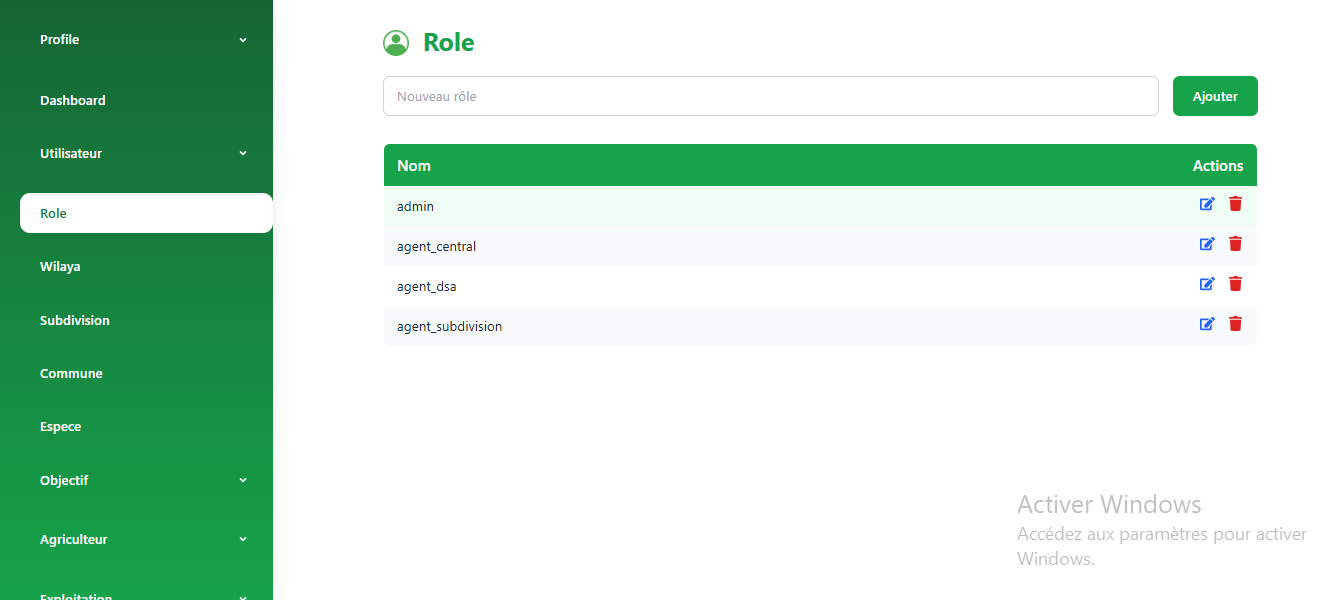 Profile
Dashboard
Utilisateur
Role
Wilaya
Subdivision
Commune
Espece
Objectif
Agriculteur
Exploitation
Role
Nouveau rôle
Ajouter
Nom Actions
admin
agent_central
agent_dsa
agent_subdivision
Activer Windows
Accédez aux paramètres pour activer
Windows.